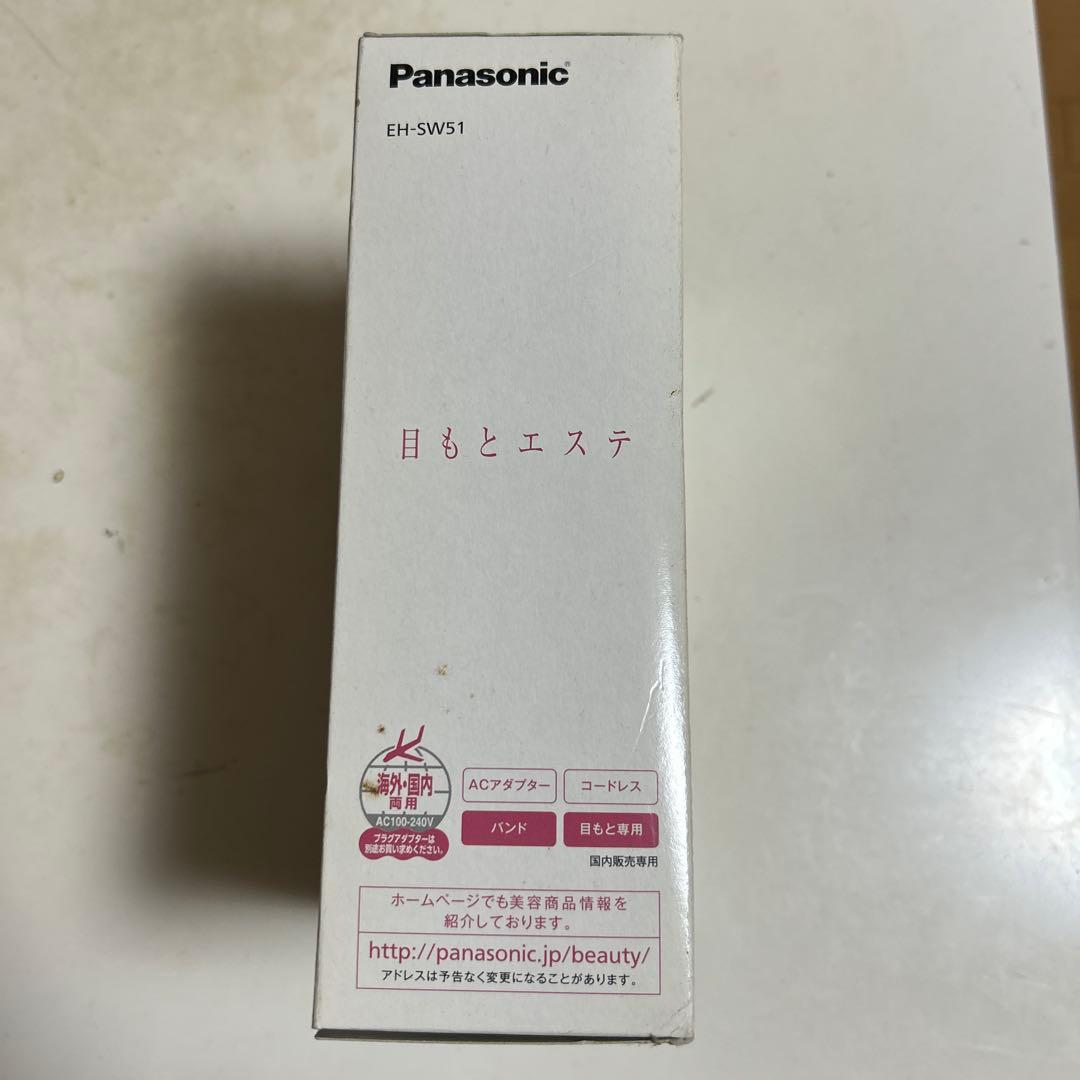 Panasonic®
EH-SW51
目もとエステ
海外・国内
両用
AC100-240V
プラグアダプターは
別途お買い求めください。
ACアダプター
コードレス
バンド
目もと専用
国内販売専用
ホームページでも美容商品情報を
紹介しております。
http://panasonic.jp/beauty/
アドレスは予告なく変更になることがあります。